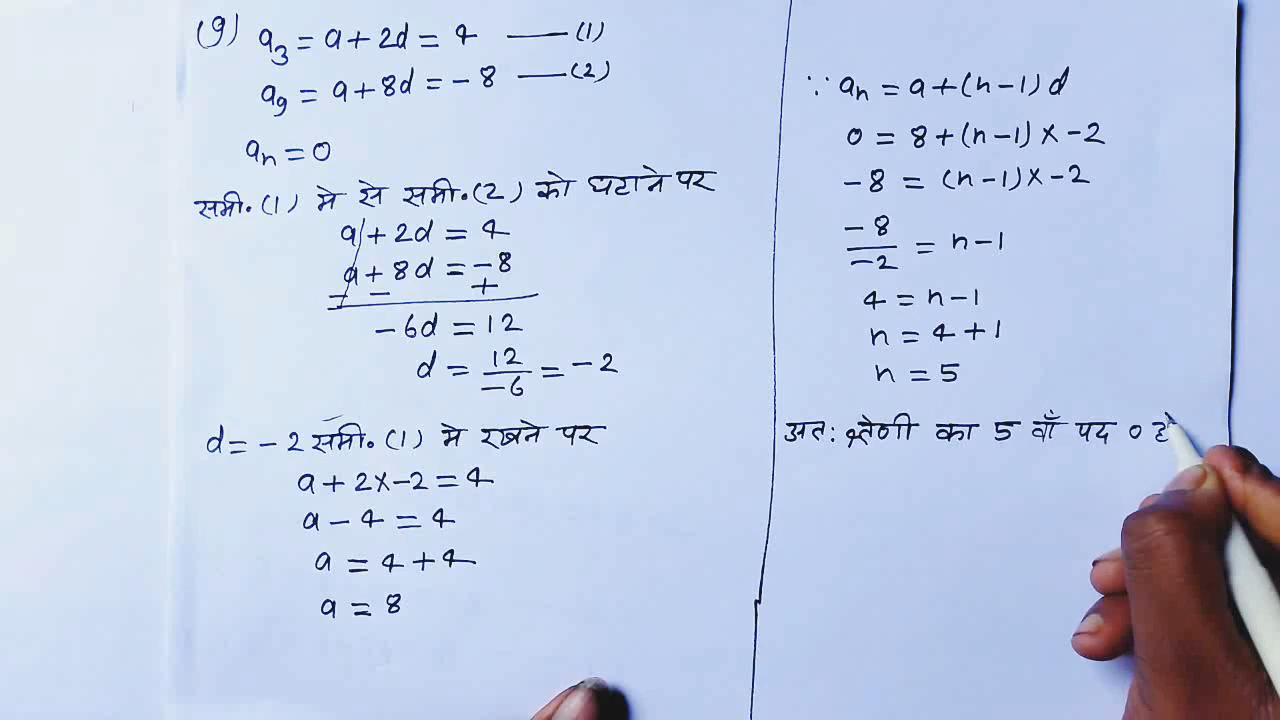 (9) a₃ = a + 2d = 4 —— (1)
a₉ = a + 8d = -8 —— (2)
aₙ = 0
समी. (1) मे से समी. (2) को घटाने पर
a + 2d = 4
a + 8d = -8
- - +
-6d = 12
d = 12/-6 = -2
d = -2 समी. (1) मे रखने पर
a + 2x-2 = 4
a - 4 = 4
a = 4 + 4
a = 8
∵ aₙ = a + (n-1) d
0 = 8 + (n-1) x -2
-8 = (n-1) x -2
-8/-2 = n-1
4 = n-1
n = 4 + 1
n = 5
अत: श्रेणी का 5 वाँ पद 0 है